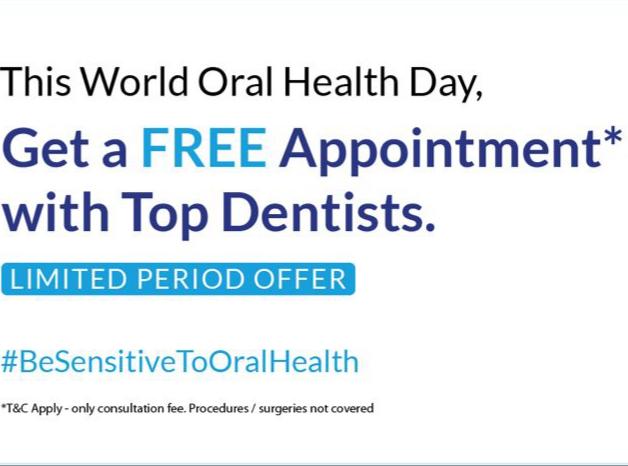 This World Oral Health Day,
Get a FREE Appointment*
with Top Dentists.
LIMITED PERIOD OFFER
#BeSensitiveToOralHealth
*T&C Apply - only consultation fee. Procedures / surgeries not covered